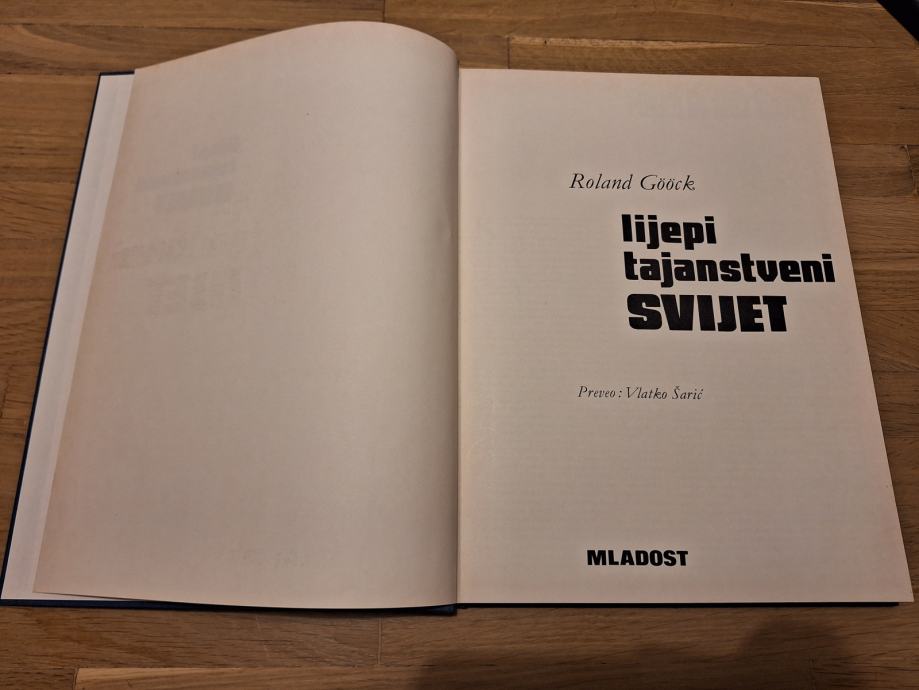 Roland Gööck
lijepi
tajanstveni
SVIJET
Preveo: Vlatko Šarić
MLADOST